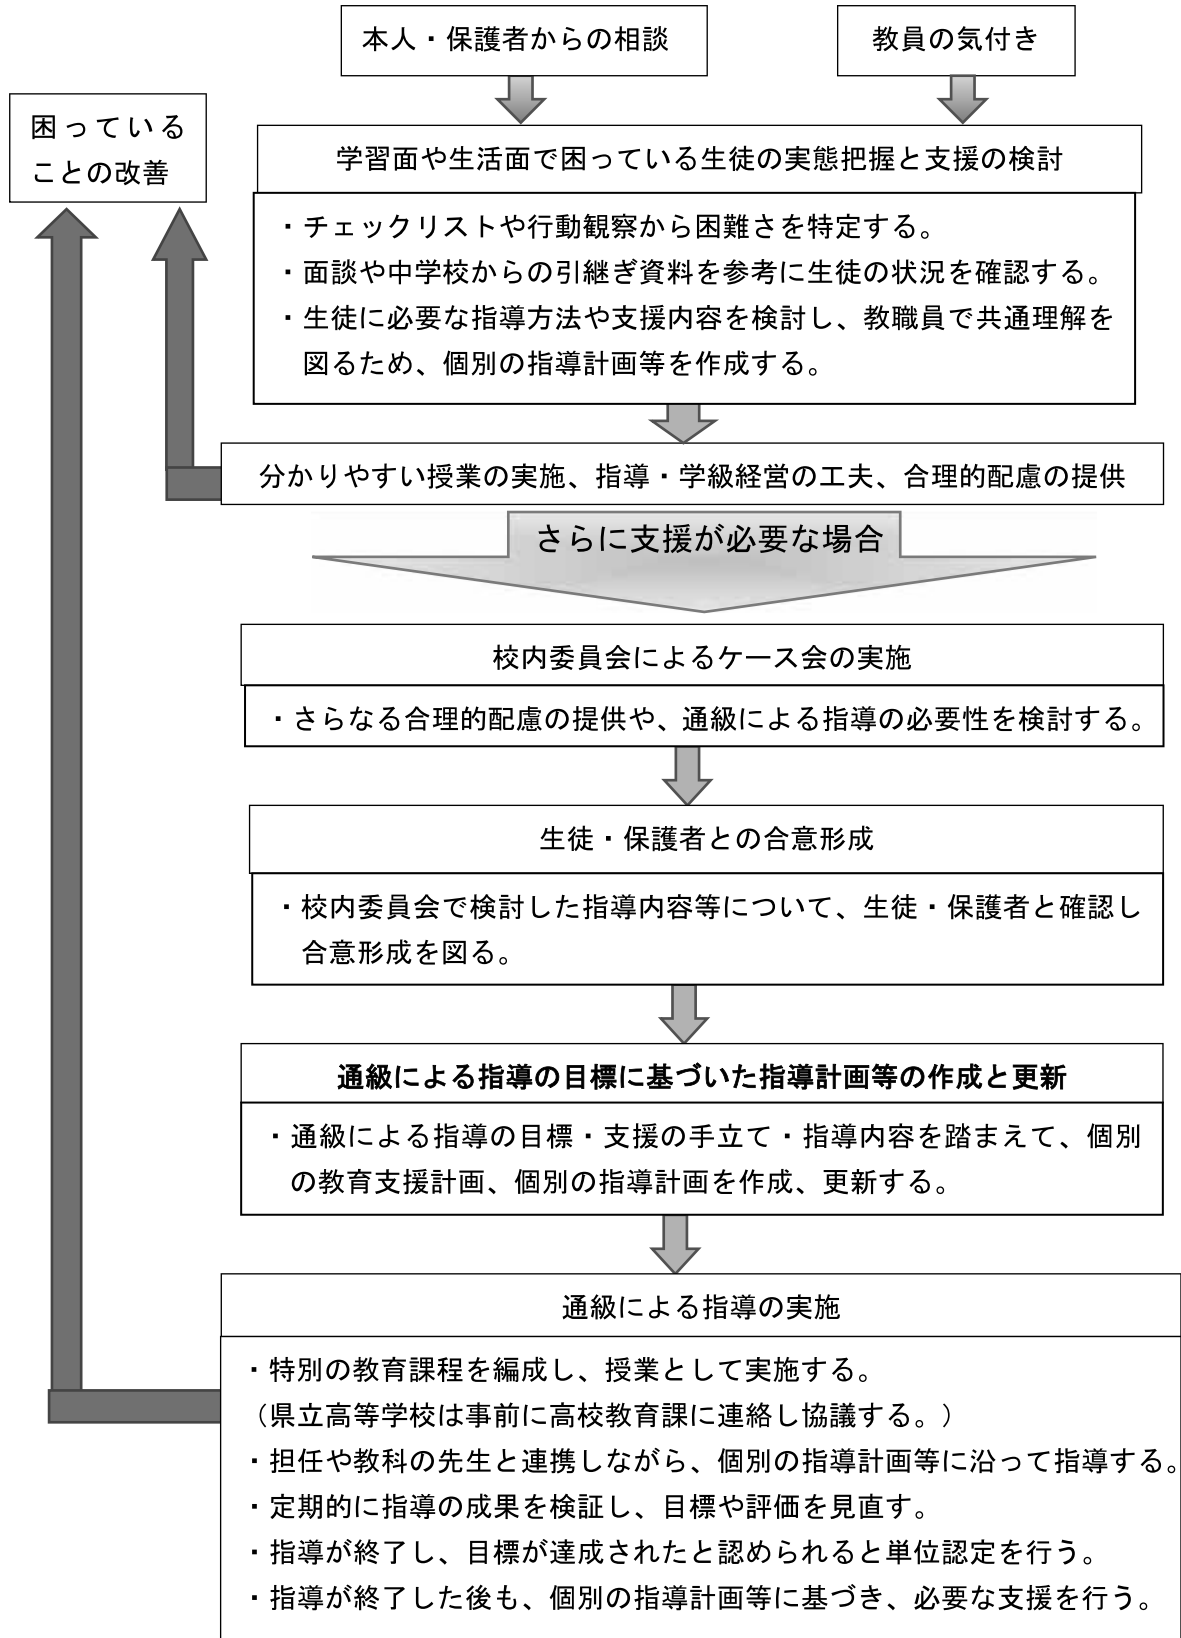 本人・保護者からの相談
教員の気付き
困っている
ことの改善
学習面や生活面で困っている生徒の実態把握と支援の検討
・チェックリストや行動観察から困難さを特定する。
・面談や中学校からの引継ぎ資料を参考に生徒の状況を確認する。
・生徒に必要な指導方法や支援内容を検討し、教職員で共通理解を
図るため、個別の指導計画等を作成する。
分かりやすい授業の実施、指導・学級経営の工夫、合理的配慮の提供
さらに支援が必要な場合
校内委員会によるケース会の実施
・さらなる合理的配慮の提供や、通級による指導の必要性を検討する。
生徒・保護者との合意形成
・校内委員会で検討した指導内容等について、生徒・保護者と確認し
合意形成を図る。
通級による指導の目標に基づいた指導計画等の作成と更新
・通級による指導の目標・支援の手立て・指導内容を踏まえて、個別
の教育支援計画、個別の指導計画を作成、更新する。
通級による指導の実施
・特別の教育課程を編成し、授業として実施する。
（県立高等学校は事前に高校教育課に連絡し協議する。）
・担任や教科の先生と連携しながら、個別の指導計画等に沿って指導する。
・定期的に指導の成果を検証し、目標や評価を見直す。
・指導が終了し、目標が達成されたと認められると単位認定を行う。
・指導が終了した後も、個別の指導計画等に基づき、必要な支援を行う。